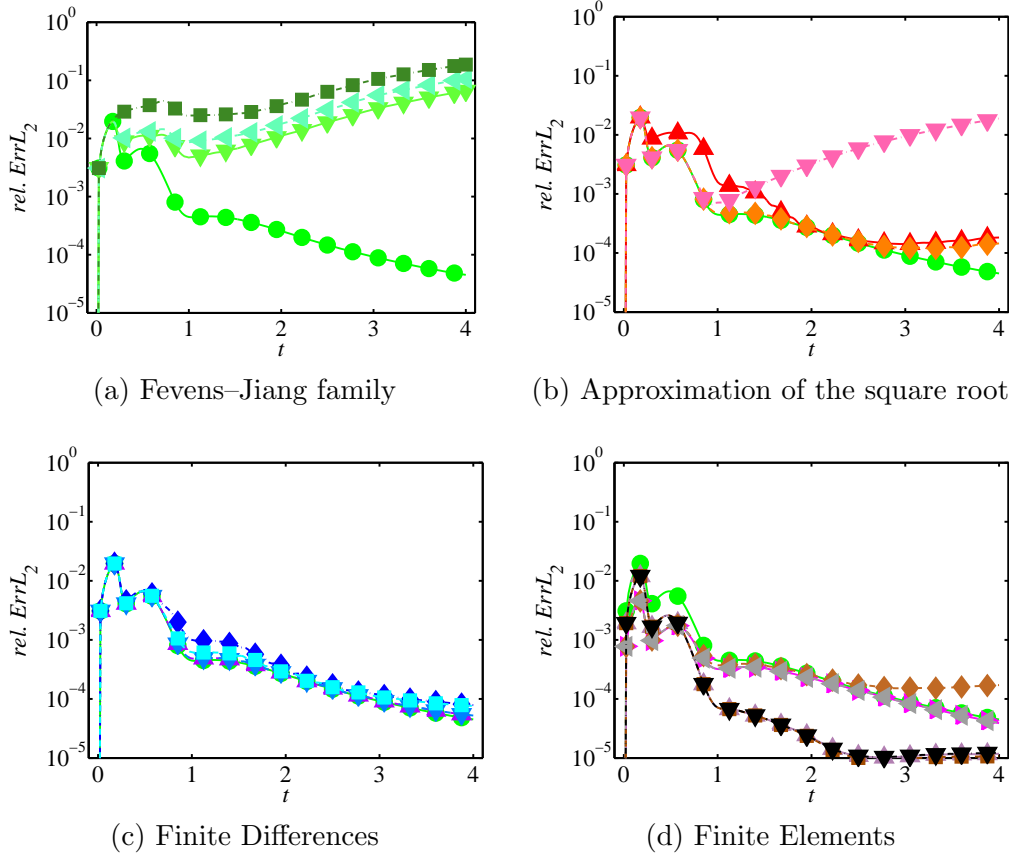 10^0
10^-1
10^-2
10^-3
10^-4
10^-5
rel. ErrL_2
0 1 2 3 4
t
(a) Fevens–Jiang family
10^0
10^-1
10^-2
10^-3
10^-4
10^-5
rel. ErrL_2
0 1 2 3 4
t
(b) Approximation of the square root
10^0
10^-1
10^-2
10^-3
10^-4
10^-5
rel. ErrL_2
0 1 2 3 4
t
(c) Finite Differences
10^0
10^-1
10^-2
10^-3
10^-4
10^-5
rel. ErrL_2
0 1 2 3 4
t
(d) Finite Elements